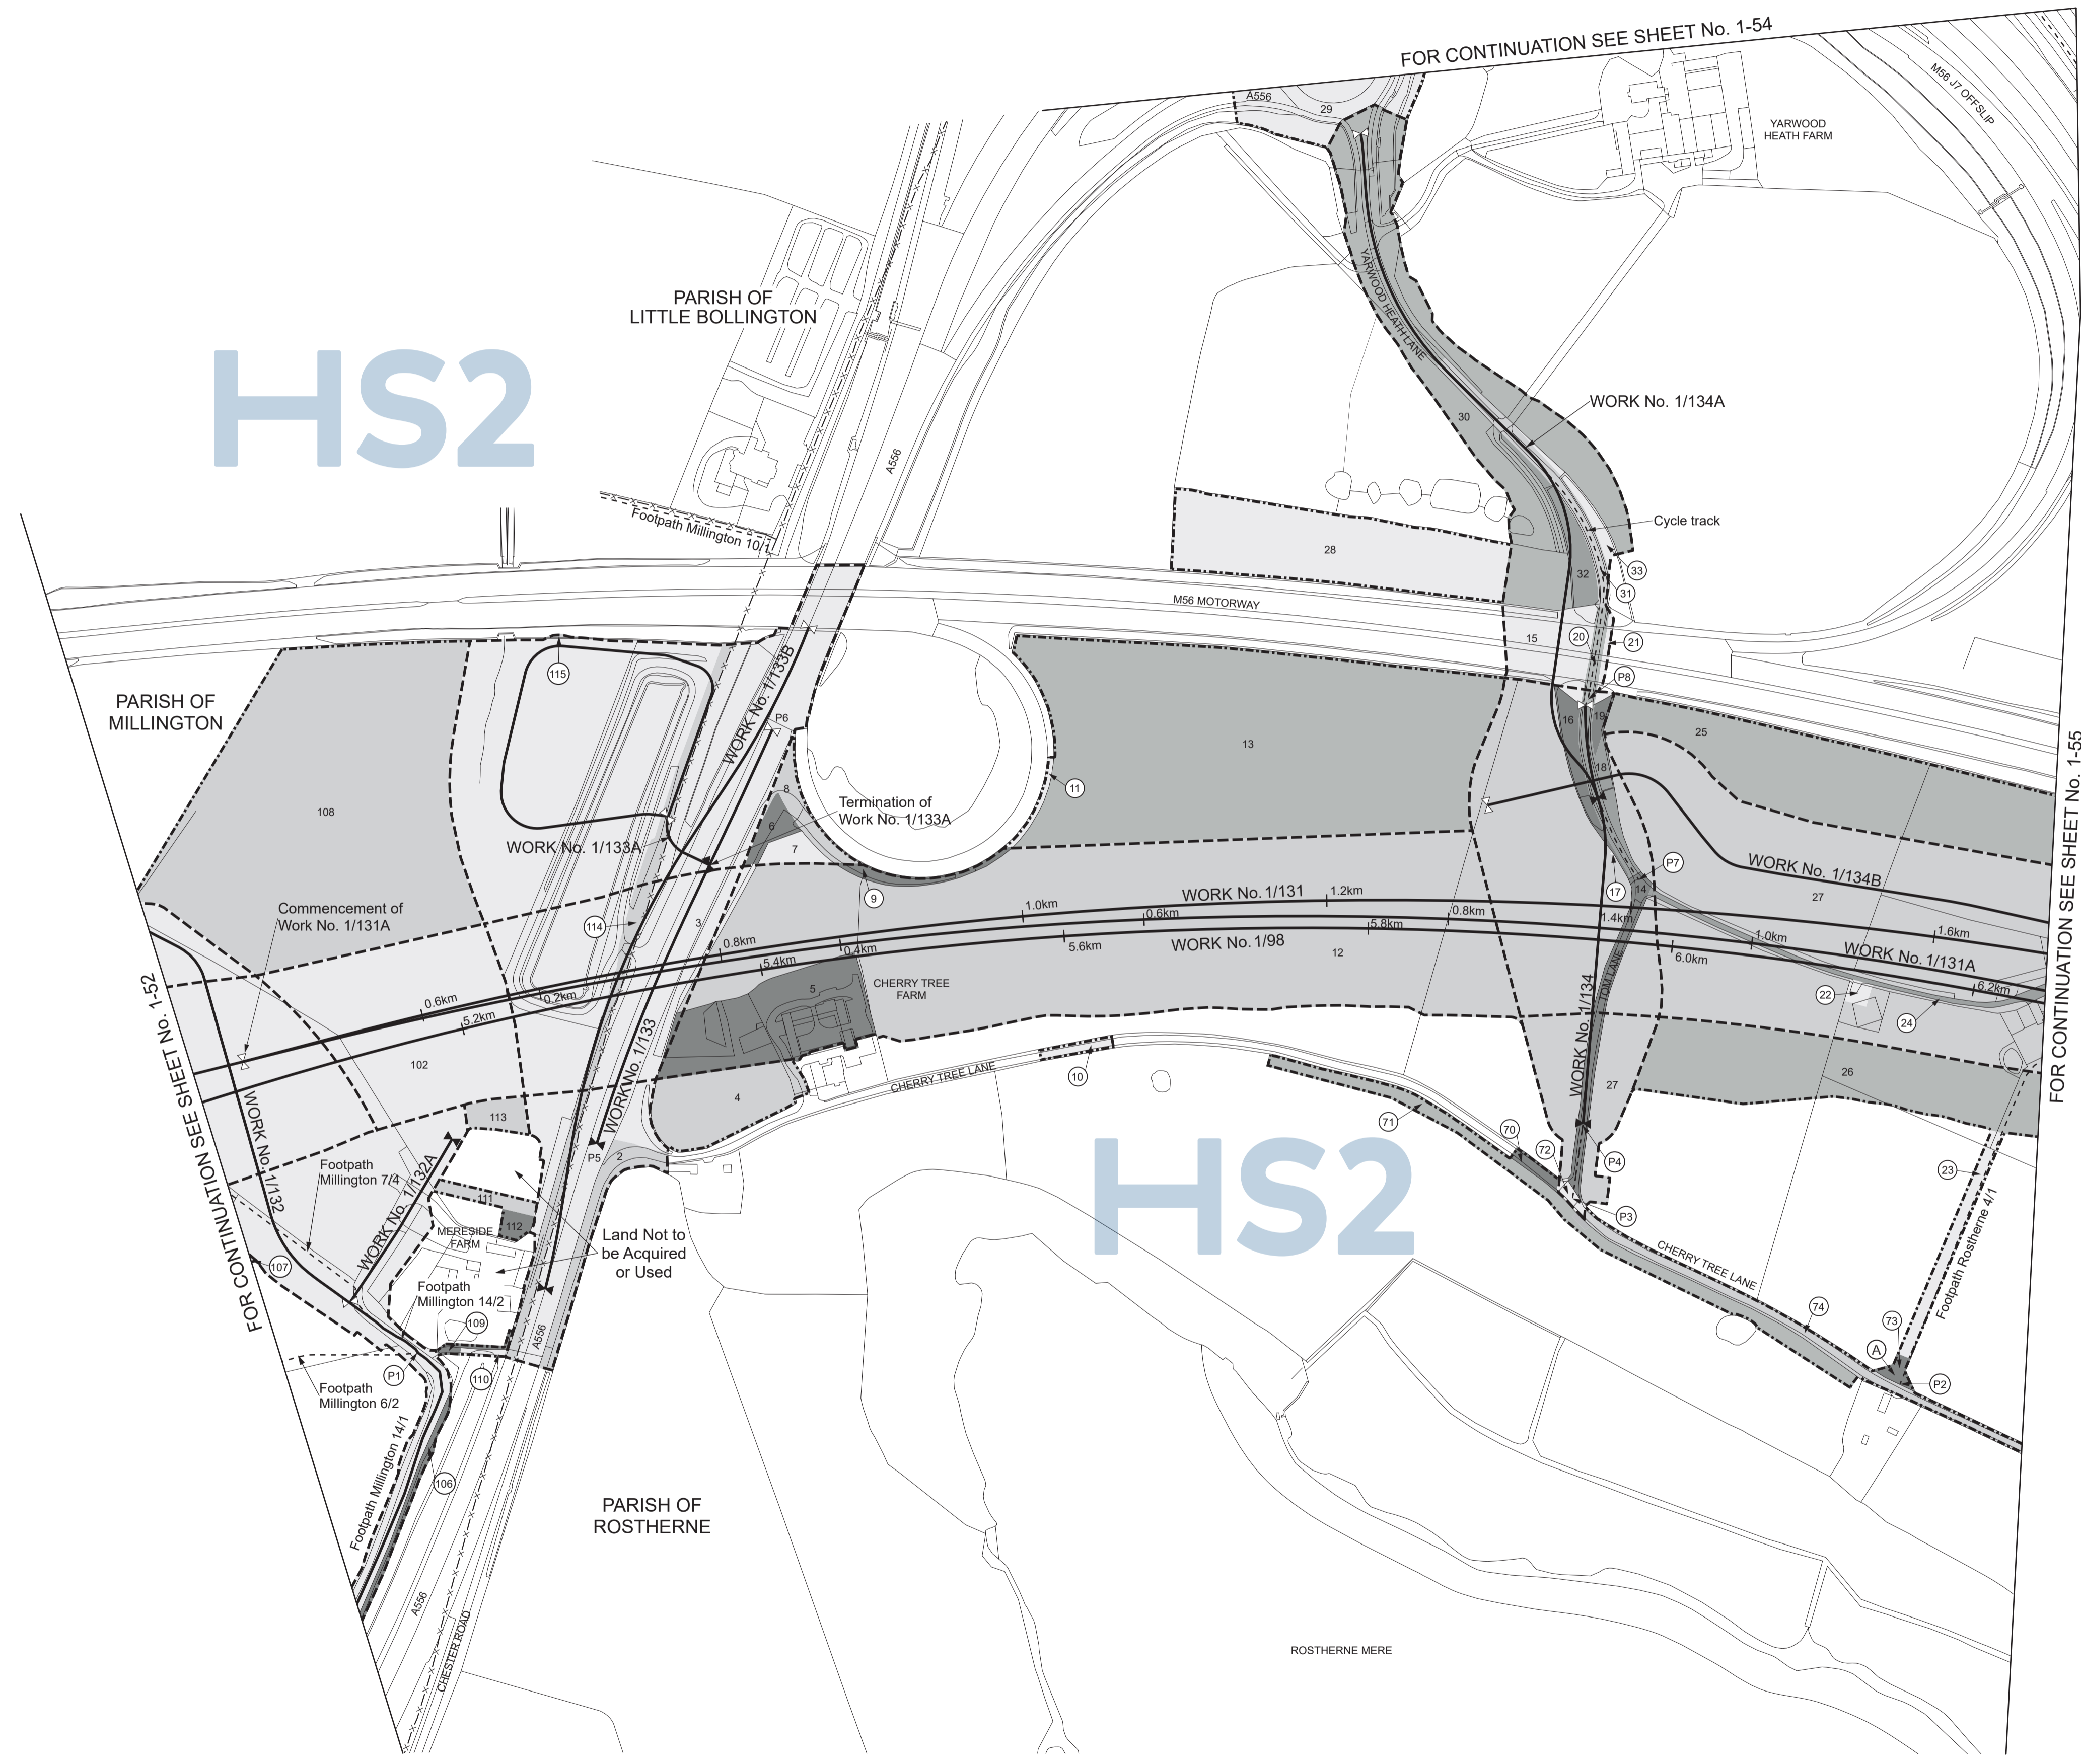 FOR CONTINUATION SEE SHEET No. 1-54
M56 J7 OFFSLIP
A556
29
YARWOOD
HEATH FARM
PARISH OF
LITTLE BOLLINGTON
HS2
YARWOOD HEATH LANE
WORK No. 1/134A
30
A556
Footpath Millington 10/1
Cycle track
28
33
32
31
M56 MOTORWAY
15
20
21
115
P8
PARISH OF
MILLINGTON
WORK No. 1/133B
P6
16
19
25
13
18
11
8
Termination of
Work No. 1/133A
108
6
7
WORK No. 1/133A
P7
WORK No. 1/134B
17
14
27
9
WORK No. 1/131
1.2km
1.0km
0.6km
0.8km
1.4km
Commencement of
Work No. 1/131A
114
3
0.8km
0.4km
5.4km
5.6km
WORK No. 1/98
5.8km
12
1.0km
1.6km
6.0km
WORK No. 1/131A
6.2km
0.6km
0.2km
5.2km
5
CHERRY TREE
FARM
TOM LANE
WORK No. 1/134
22
24
FOR CONTINUATION SEE SHEET No. 1-55
FOR CONTINUATION SEE SHEET No. 1-52
102
WORK No. 1/133
10
CHERRY TREE LANE
4
27
26
113
71
70
72
P4
HS2
WORK No. 1/132
Footpath
Millington 7/4
WORK No. 1/132A
P5
2
23
111
112
MERESIDE
FARM
P3
Land Not to
be Acquired
or Used
Footpath Rostherne 4/1
107
CHERRY TREE LANE
Footpath
Millington 14/2
74
73
109
A556
A
P2
P1
110
Footpath
Millington 6/2
Footpath Millington 14/1
106
PARISH OF
ROSTHERNE
A556
CHESTER ROAD
ROSTHERNE MERE